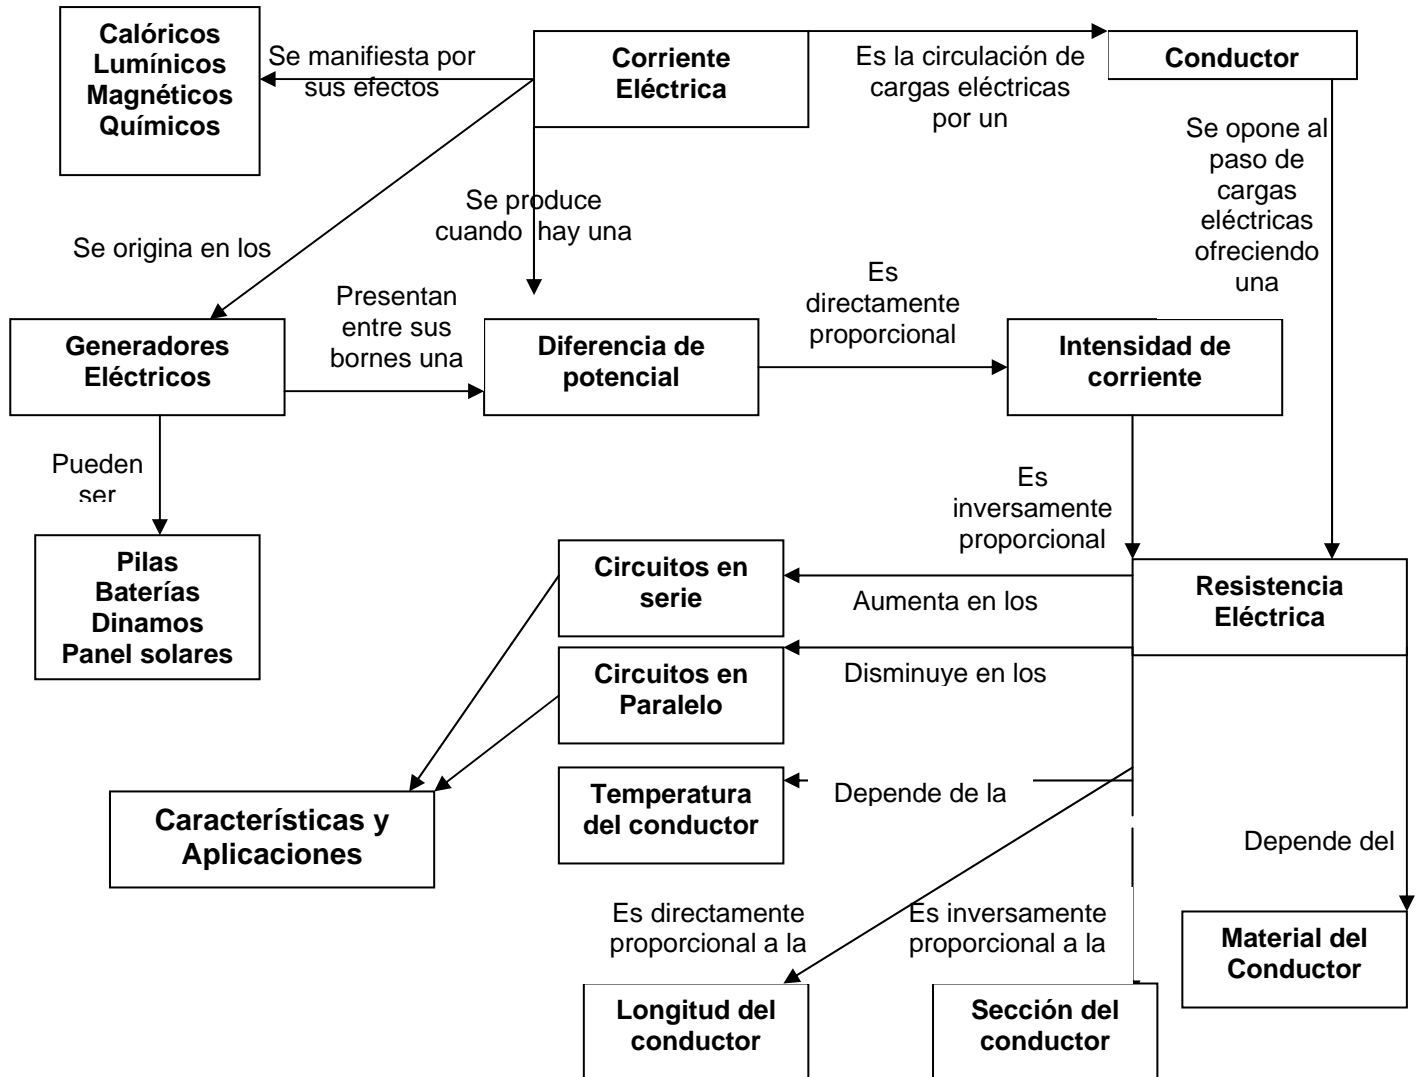 Calóricos
Lumínicos
Magnéticos
Químicos
Se manifiesta por
sus efectos
Corriente
Eléctrica
Es la circulación de
cargas eléctricas
por un
Conductor
Se opone al
paso de
cargas
eléctricas
ofreciendo
una
Se produce
cuando hay una
Se origina en los
Presentan
entre sus
bornes una
Es
directamente
proporcional
Generadores
Eléctricos
Diferencia de
potencial
Intensidad de
corriente
Pueden
ser
Es
inversamente
proporcional
Pilas
Baterías
Dinamos
Panel solares
Circuitos en
serie
Aumenta en los
Resistencia
Eléctrica
Circuitos en
Paralelo
Disminuye en los
Temperatura
del conductor
Depende de la
Características y
Aplicaciones
Depende del
Es directamente
proporcional a la
Es inversamente
proporcional a la
Material del
Conductor
Longitud del
conductor
Sección del
conductor